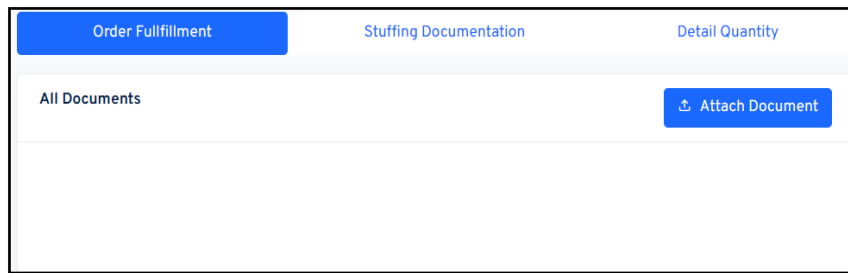 Order Fullfillment
Stuffing Documentation
Detail Quantity
All Documents
Attach Document